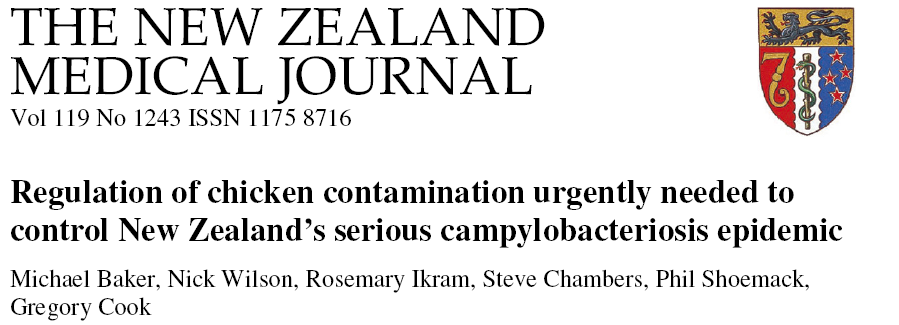 THE NEW ZEALAND
MEDICAL JOURNAL
Vol 119 No 1243 ISSN 1175 8716
Regulation of chicken contamination urgently needed to
control New Zealand's serious campylobacteriosis epidemic
Michael Baker, Nick Wilson, Rosemary Ikram, Steve Chambers, Phil Shoemack,
Gregory Cook